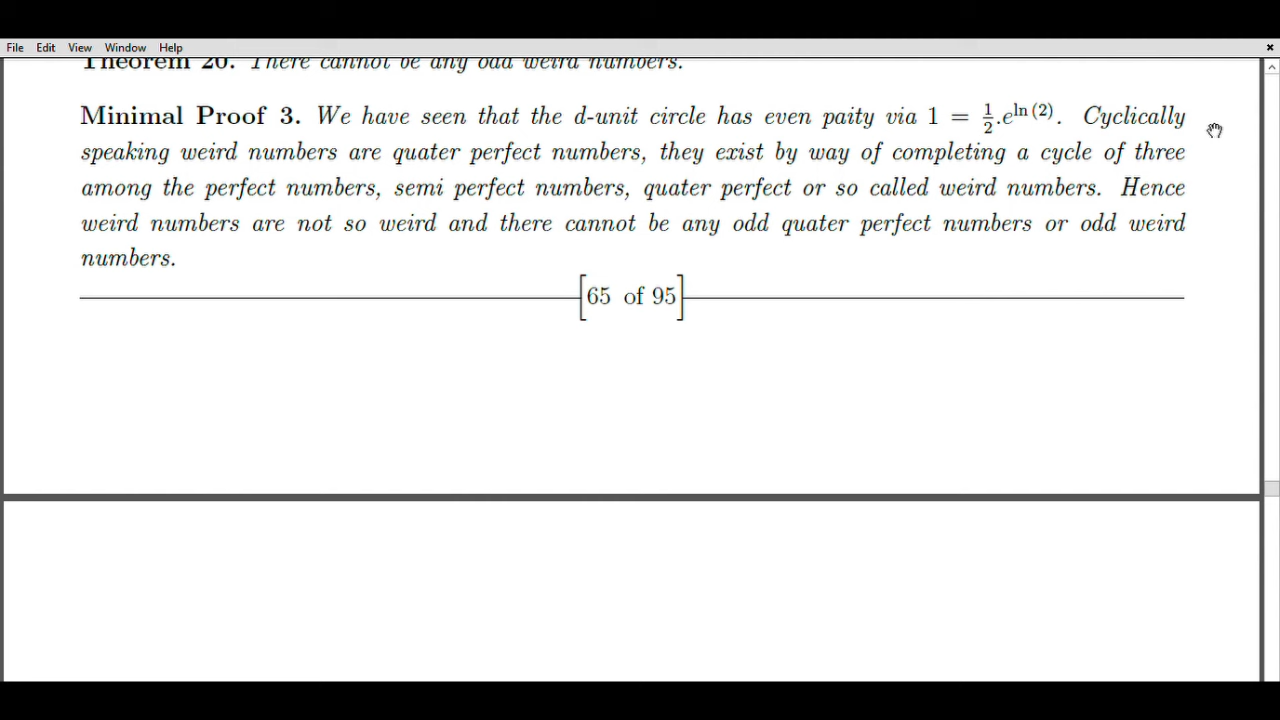 File Edit View Window Help
Theorem 20. There cannot be any odd weird numbers.
Minimal Proof 3. We have seen that the d-unit circle has even paity via 1 = 1/2.e^ln (2). Cyclically
speaking weird numbers are quater perfect numbers, they exist by way of completing a cycle of three
among the perfect numbers, semi perfect numbers, quater perfect or so called weird numbers. Hence
weird numbers are not so weird and there cannot be any odd quater perfect numbers or odd weird
numbers.
[65 of 95]